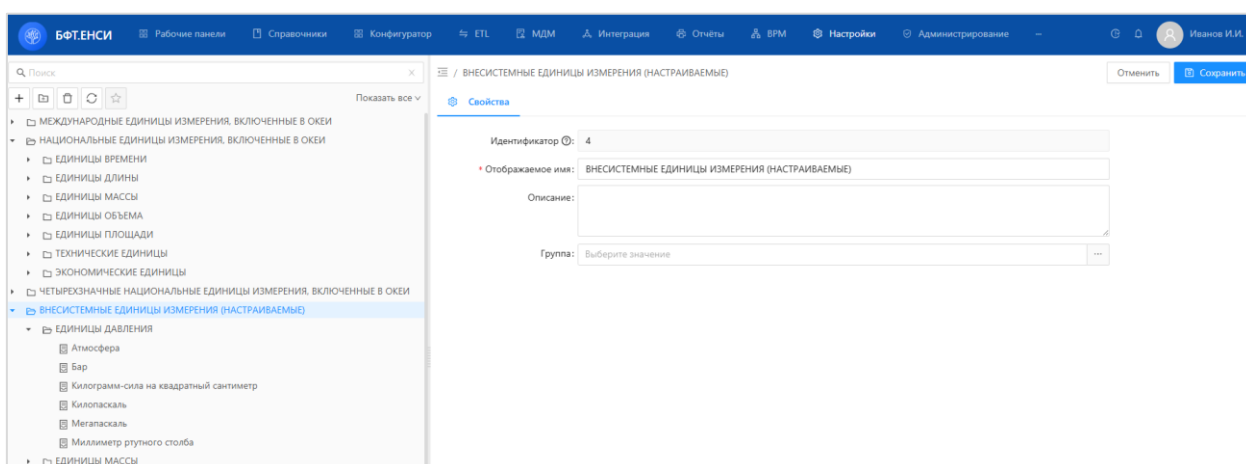 БФТ.ЕНСИ Рабочие панели Справочники Конфигуратор ETL МДМ Интеграция Отчёты BPM Настройки Администрирование ... Иванов И.И.
Поиск
Показать все
МЕЖДУНАРОДНЫЕ ЕДИНИЦЫ ИЗМЕРЕНИЯ, ВКЛЮЧЕННЫЕ В ОКЕИ
НАЦИОНАЛЬНЫЕ ЕДИНИЦЫ ИЗМЕРЕНИЯ, ВКЛЮЧЕННЫЕ В ОКЕИ
ЕДИНИЦЫ ВРЕМЕНИ
ЕДИНИЦЫ ДЛИНЫ
ЕДИНИЦЫ МАССЫ
ЕДИНИЦЫ ОБЪЕМА
ЕДИНИЦЫ ПЛОЩАДИ
ТЕХНИЧЕСКИЕ ЕДИНИЦЫ
ЭКОНОМИЧЕСКИЕ ЕДИНИЦЫ
ЧЕТЫРЕХЗНАЧНЫЕ НАЦИОНАЛЬНЫЕ ЕДИНИЦЫ ИЗМЕРЕНИЯ, ВКЛЮЧЕННЫЕ В ОКЕИ
ВНЕСИСТЕМНЫЕ ЕДИНИЦЫ ИЗМЕРЕНИЯ (НАСТРАИВАЕМЫЕ)
ЕДИНИЦЫ ДАВЛЕНИЯ
Атмосфера
Бар
Килограмм-сила на квадратный сантиметр
Килопаскаль
Мегапаскаль
Миллиметр ртутного столба
ЕДИНИЦЫ МАССЫ
/ ВНЕСИСТЕМНЫЕ ЕДИНИЦЫ ИЗМЕРЕНИЯ (НАСТРАИВАЕМЫЕ) Отменить Сохранить
Свойства
Идентификатор ?: 4
* Отображаемое имя: ВНЕСИСТЕМНЫЕ ЕДИНИЦЫ ИЗМЕРЕНИЯ (НАСТРАИВАЕМЫЕ)
Описание:
Группа: Выберите значение ...